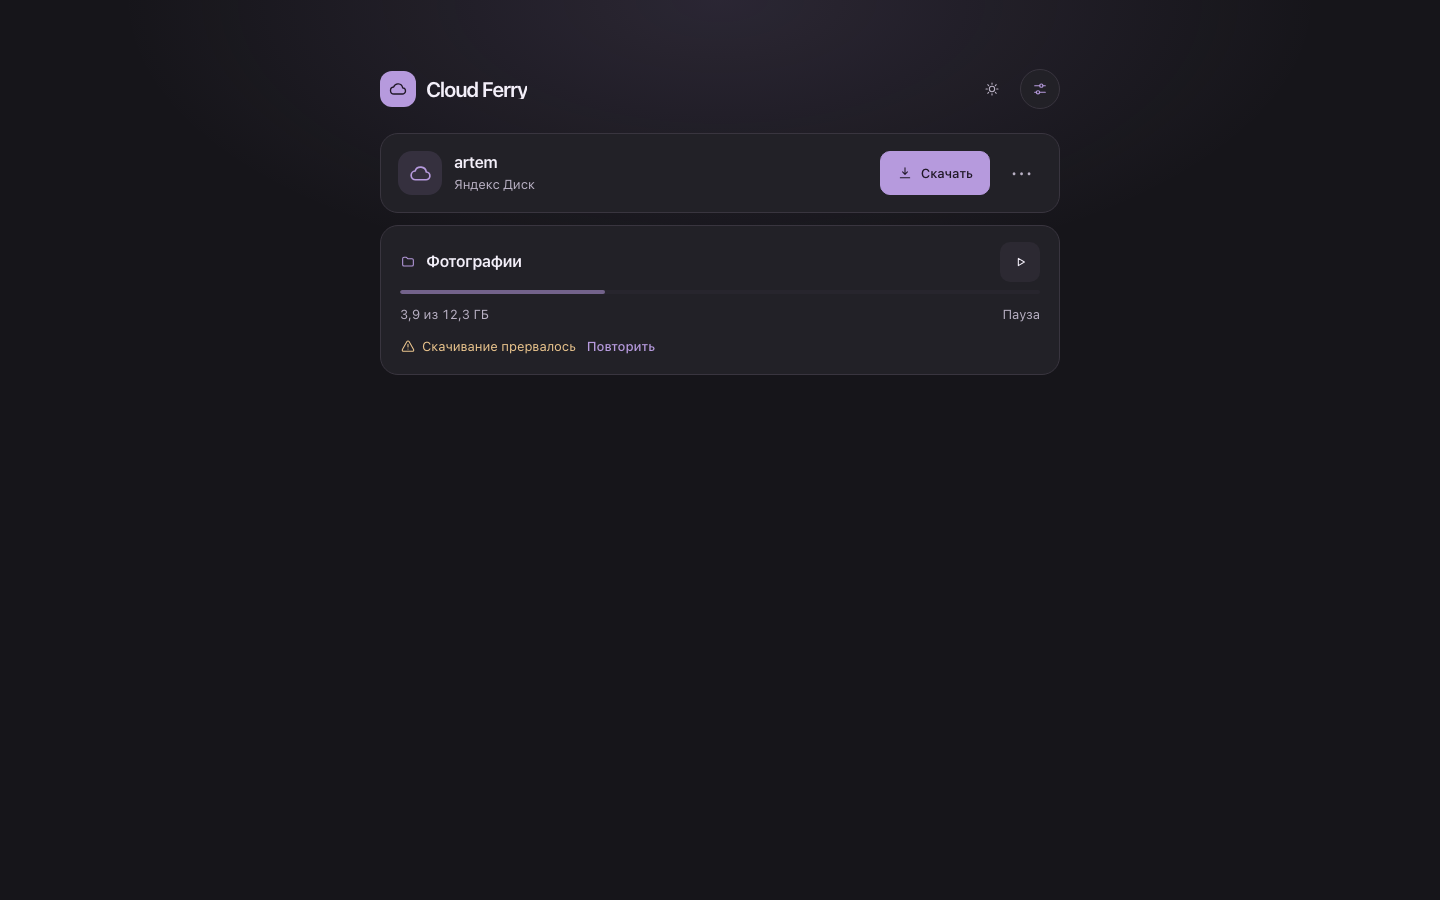 Cloud Ferry
artem
Яндекс Диск
Скачать
Фотографии
3,9 из 12,3 ГБ
Пауза
Скачивание прервалось Повторить